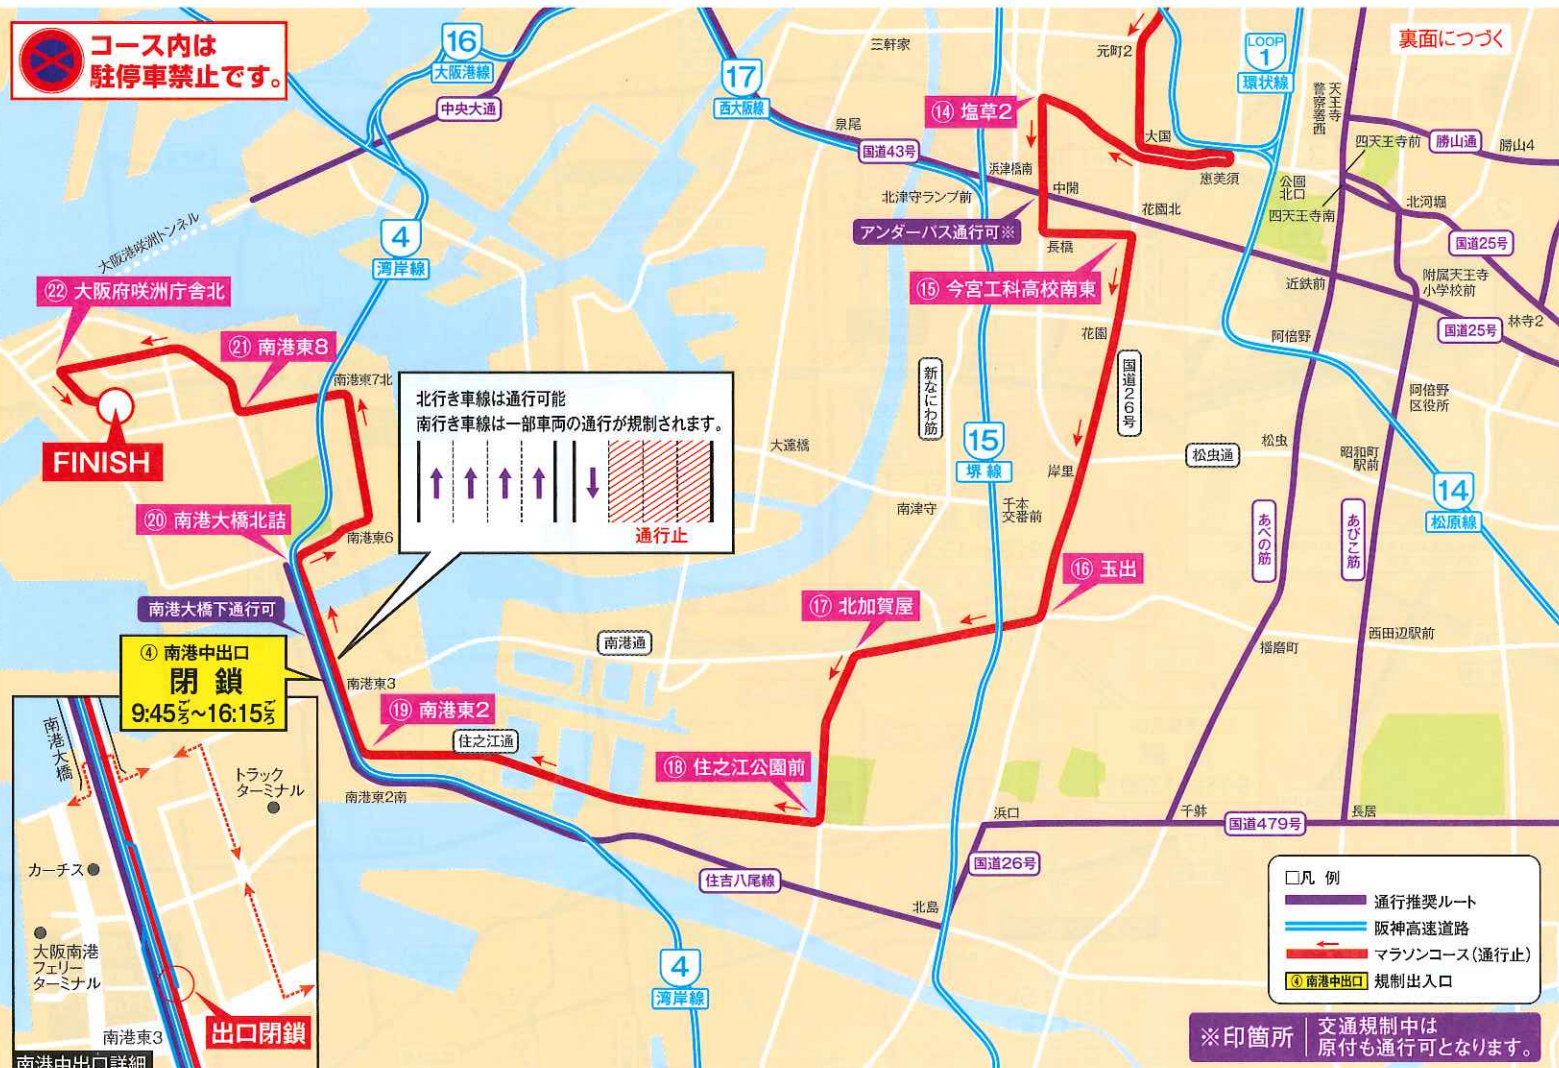 コース内は
駐停車禁止です。
16
大阪港線
中央大通
17
西大阪線
三軒家
元町2
LOOP
1
環状線
裏面につづく
天王寺
警察署西
⑭ 塩草2
泉尾
国道43号
大国
四天王寺前
勝山通
勝山4
浜津橋南
恵美須
公園
北口
中開
北津守ランプ前
花園北
四天王寺南
北河堀
アンダーパス通行可※
長橋
国道25号
大阪港咲洲トンネル
4
湾岸線
㉒ 大阪府咲洲庁舎北
⑮ 今宮工科高校南東
近鉄前
附属天王寺
小学校前
林寺2
国道25号
㉑ 南港東8
花園
阿倍野
南港東7北
新なにわ筋
国道26号
阿倍野
区役所
北行き車線は通行可能
南行き車線は一部車両の通行が規制されます。
通行止
FINISH
大運橋
15
堺線
松虫通
松虫
昭和町
駅前
岸里
14
松原線
南津守
千本
交番前
⑳ 南港大橋北詰
南港東6
あべの筋
あびこ筋
⑯ 玉出
南港大橋下通行可
⑰ 北加賀屋
南港通
播磨町
西田辺駅前
④ 南港中出口
閉鎖
9:45ごろ~16:15ごろ
南港東3
⑲ 南港東2
住之江通
⑱ 住之江公園前
南港東2南
浜口
千躰
国道479号
長居
国道26号
住吉八尾線
北島
4
湾岸線
南港大橋
トラック
ターミナル
カーチス
大阪南港
フェリー
ターミナル
出口閉鎖
南港東3
南港中出口詳細
□凡 例
通行推奨ルート
阪神高速道路
マラソンコース(通行止)
④ 南港中出口 規制出入口
※印箇所
交通規制中は
原付も通行可となります。